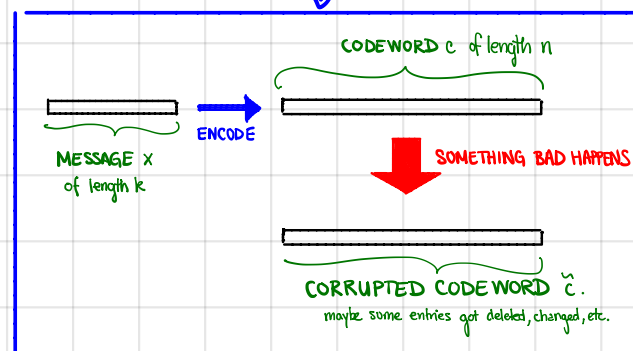 CODEWORD c of length n
ENCODE
MESSAGE x
of length k
SOMETHING BAD HAPPENS
CORRUPTED CODEWORD c̃.
maybe some entries got deleted, changed, etc.